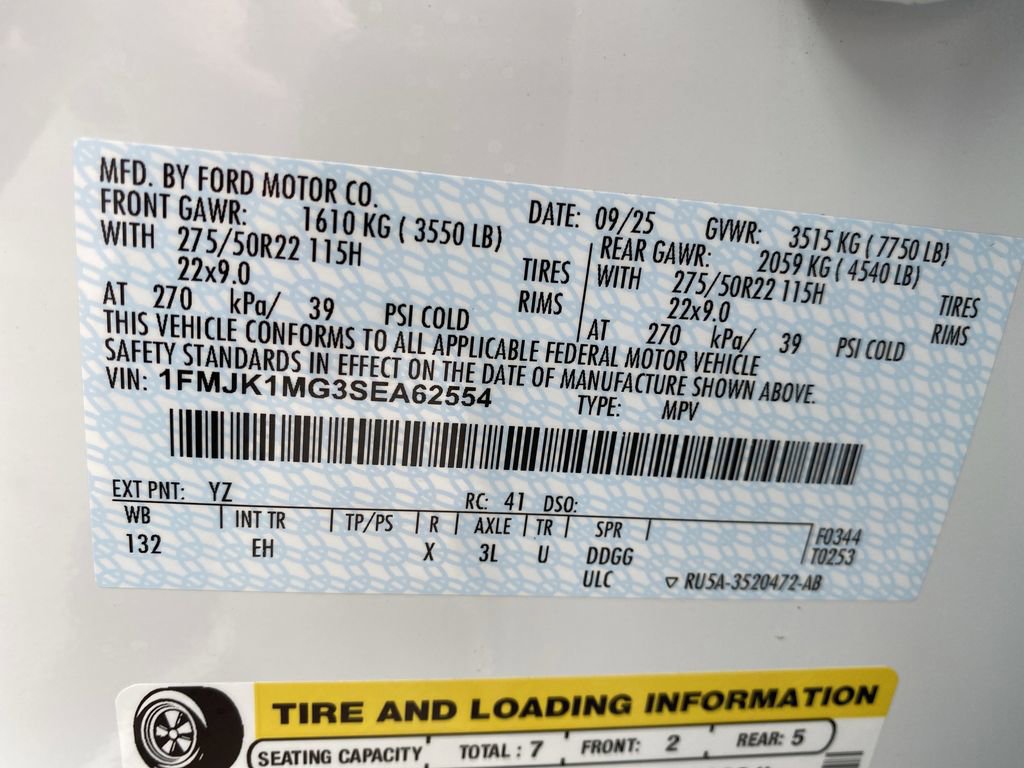 MFD. BY FORD MOTOR CO.
DATE: 09/25 GVWR: 3515 KG ( 7750 LB)
FRONT GAWR: 1610 KG ( 3550 LB)
WITH 275/50R22 115H TIRES
22x9.0 RIMS
AT 270 kPa/ 39 PSI COLD
REAR GAWR: 2059 KG ( 4540 LB)
WITH 275/50R22 115H TIRES
22x9.0 RIMS
AT 270 kPa/ 39 PSI COLD
THIS VEHICLE CONFORMS TO ALL APPLICABLE FEDERAL MOTOR VEHICLE
SAFETY STANDARDS IN EFFECT ON THE DATE OF MANUFACTURE SHOWN ABOVE.
VIN: 1FMJK1MG3SEA62554 TYPE: MPV
EXT PNT: YZ RC: 41 DSO:
WB INT TR TP/PS R AXLE TR SPR F0344
132 EH X 3L U DDGG T0253
ULC ▽ RU5A-3520472-AB
TIRE AND LOADING INFORMATION
SEATING CAPACITY TOTAL : 7 FRONT: 2 REAR: 5